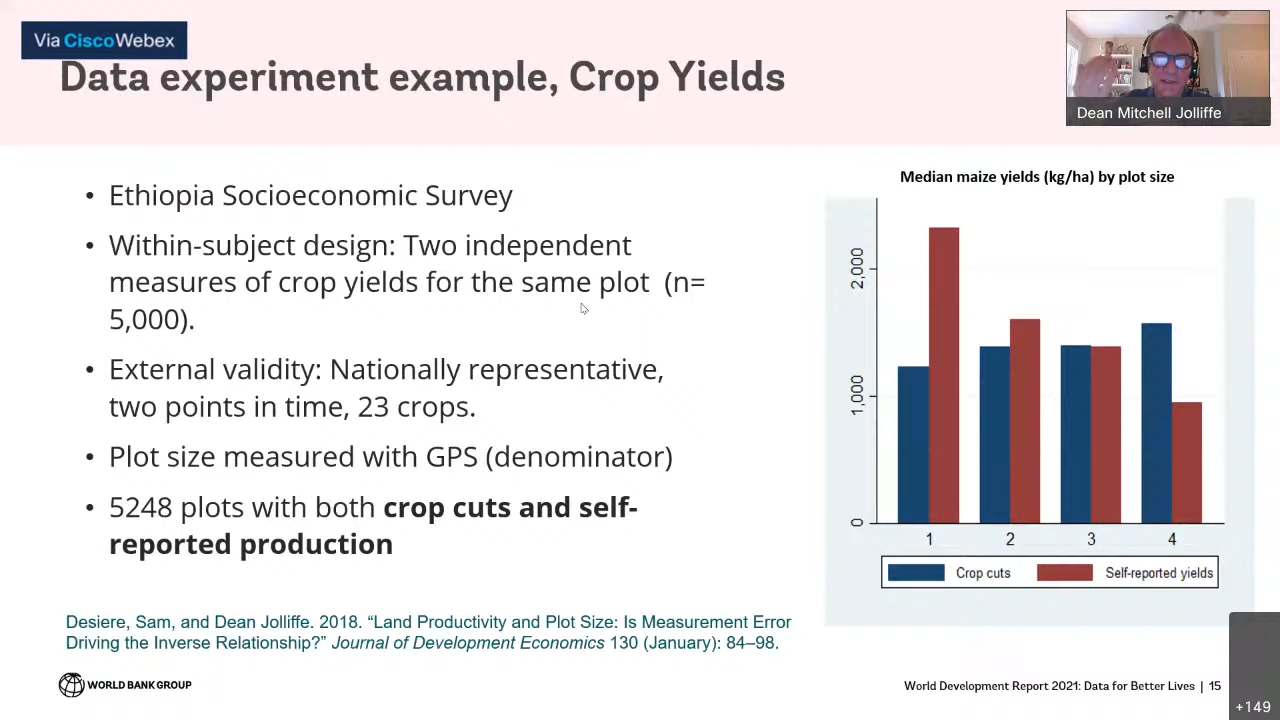 Via CiscoWebex
Data experiment example, Crop Yields
Dean Mitchell Jolliffe
• Ethiopia Socioeconomic Survey
• Within-subject design: Two independent
measures of crop yields for the same plot (n=
5,000).
• External validity: Nationally representative,
two points in time, 23 crops.
• Plot size measured with GPS (denominator)
• 5248 plots with both crop cuts and self-
reported production
Median maize yields (kg/ha) by plot size
2,000
1,000
0
1 2 3 4
Crop cuts Self-reported yields
Desiere, Sam, and Dean Jolliffe. 2018. “Land Productivity and Plot Size: Is Measurement Error
Driving the Inverse Relationship?” Journal of Development Economics 130 (January): 84–98.
WORLD BANK GROUP
World Development Report 2021: Data for Better Lives | 15
+149